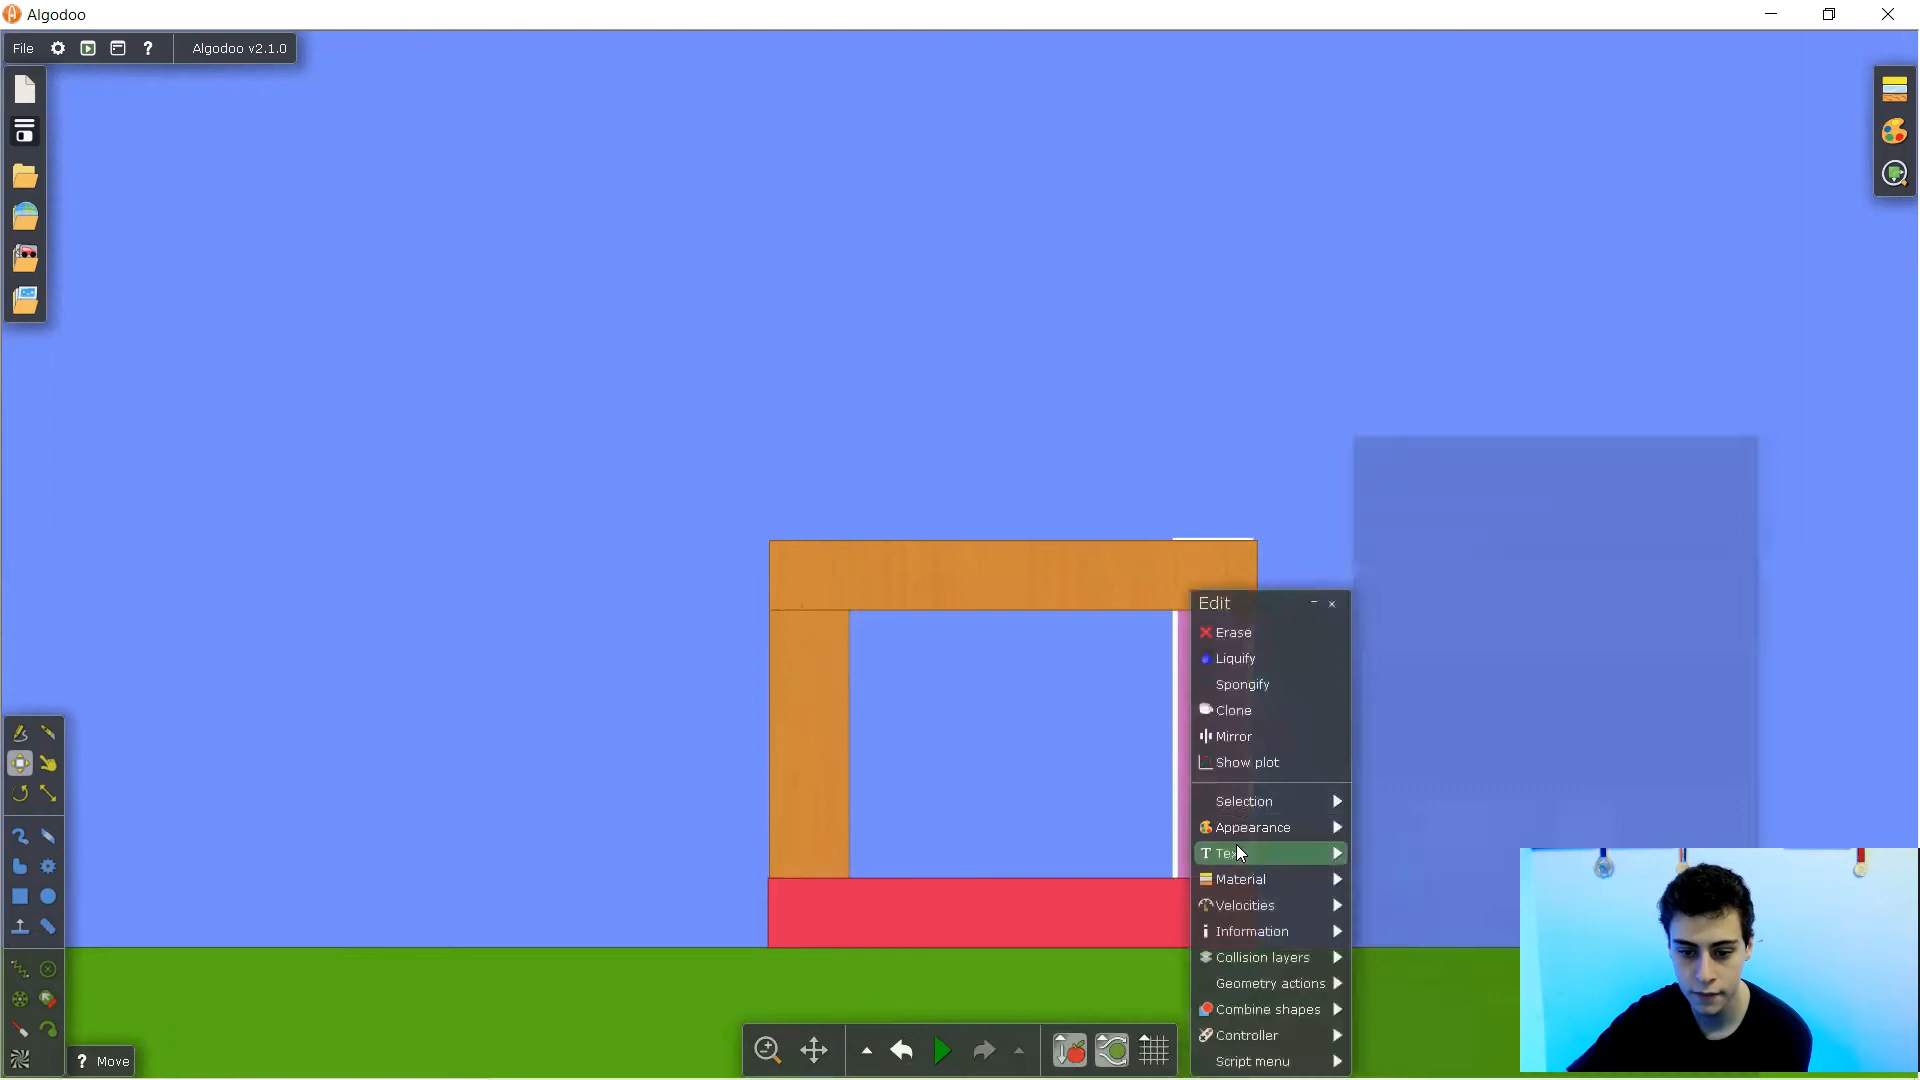 Algodoo
File ? Algodoo v2.1.0
Edit
Erase
Liquify
Spongify
Clone
Mirror
Show plot
Selection
Appearance
T
Material
Velocities
Information
Collision layers
Geometry actions
Combine shapes
Controller
Script menu
? Move